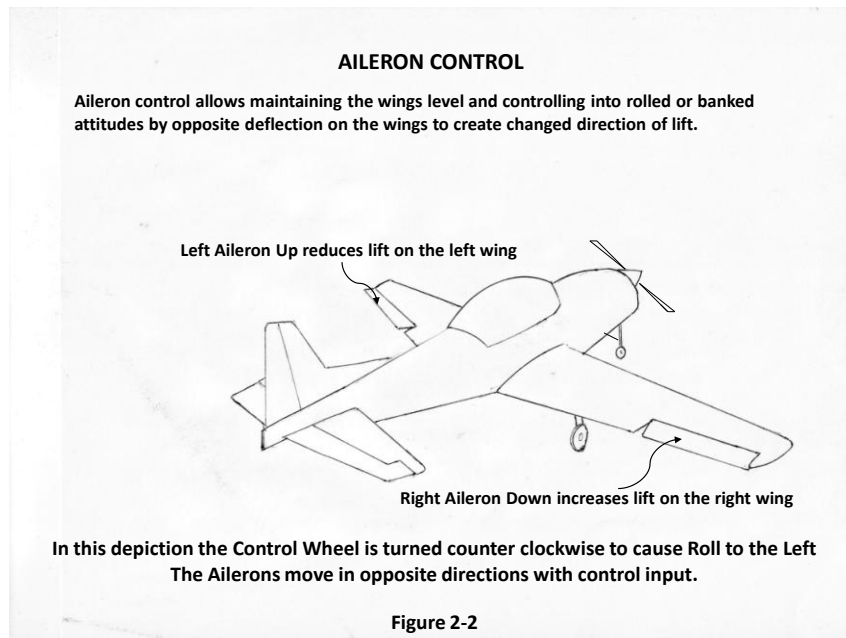 AILERON CONTROL
Aileron control allows maintaining the wings level and controlling into rolled or banked
attitudes by opposite deflection on the wings to create changed direction of lift.
Left Aileron Up reduces lift on the left wing
Right Aileron Down increases lift on the right wing
In this depiction the Control Wheel is turned counter clockwise to cause Roll to the Left
The Ailerons move in opposite directions with control input.
Figure 2-2